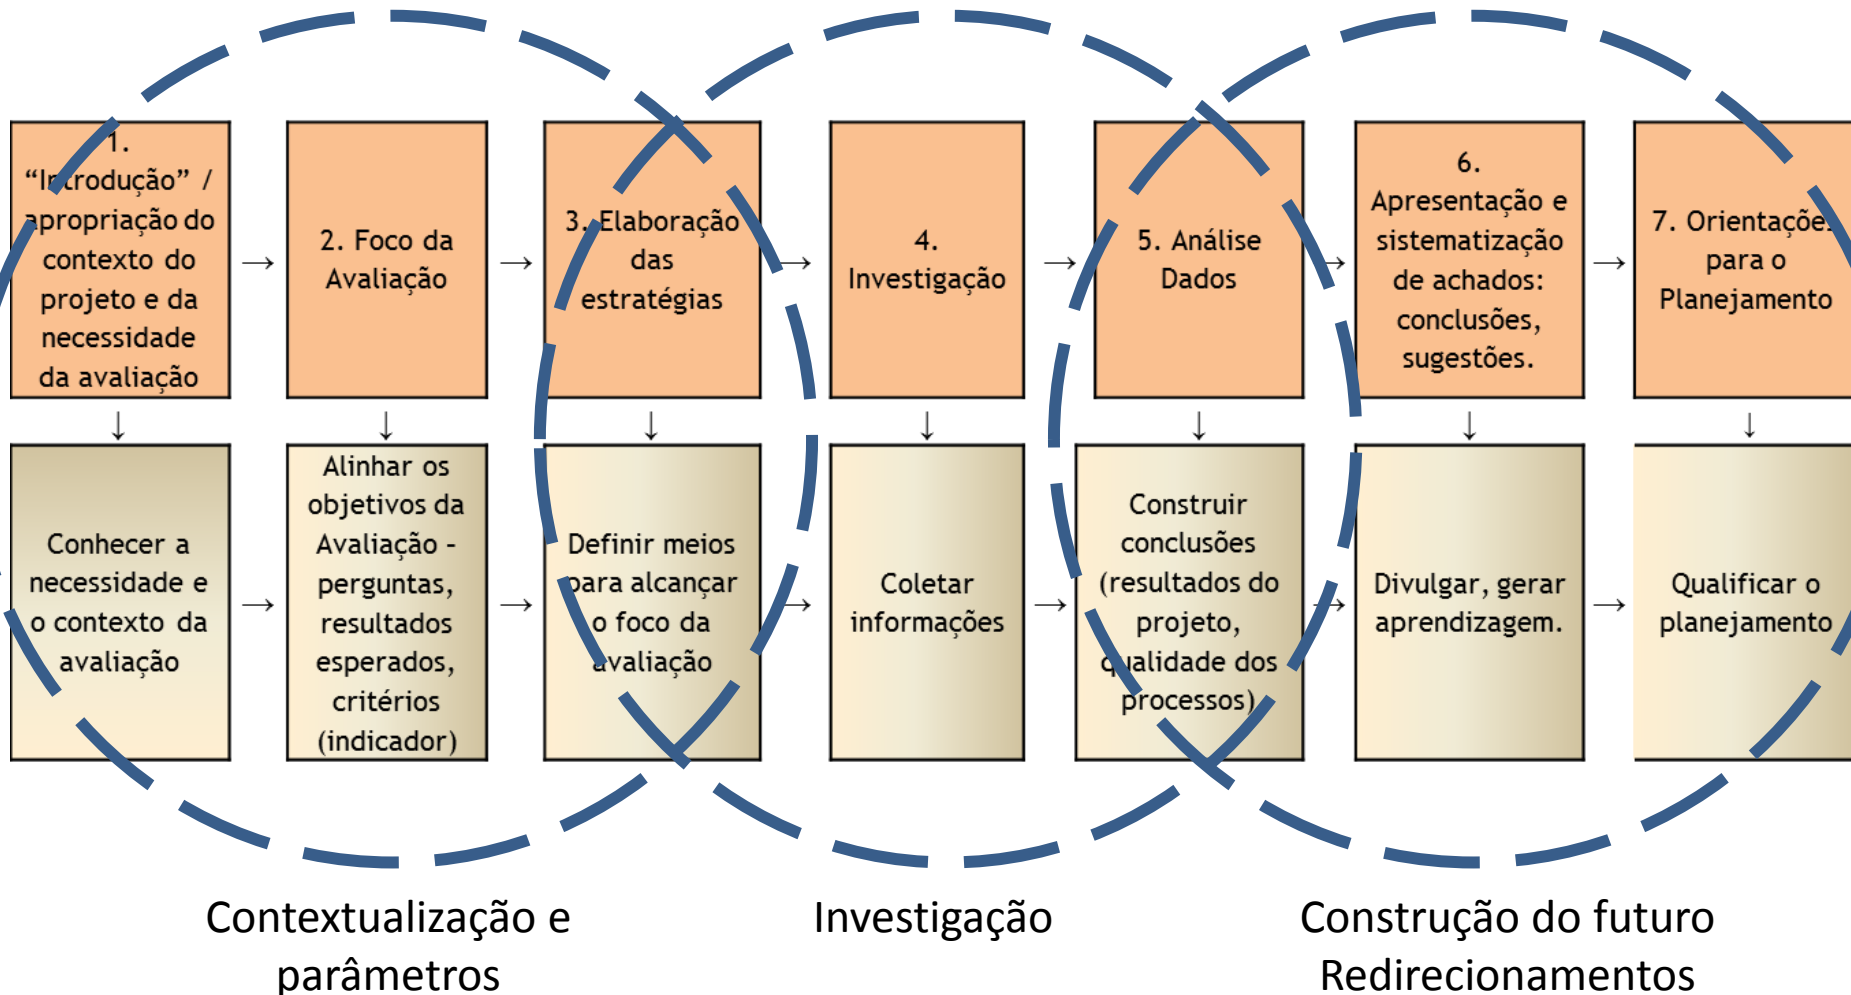 1.
“Introdução” /
apropriação do
contexto do
projeto e da
necessidade
da avaliação
2. Foco da
Avaliação
3. Elaboração
das
estratégias
4.
Investigação
5. Análise
Dados
6.
Apresentação e
sistematização
de achados:
conclusões,
sugestões.
7. Orientações
para o
Planejamento
Conhecer a
necessidade e
o contexto da
avaliação
Alinhar os
objetivos da
Avaliação –
perguntas,
resultados
esperados,
critérios
(indicador)
Definir meios
para alcançar
o foco da
avaliação
Coletar
informações
Construir
conclusões
(resultados do
projeto,
qualidade dos
processos)
Divulgar, gerar
aprendizagem.
Qualificar o
planejamento
Contextualização e
parâmetros
Investigação
Construção do futuro
Redirecionamentos